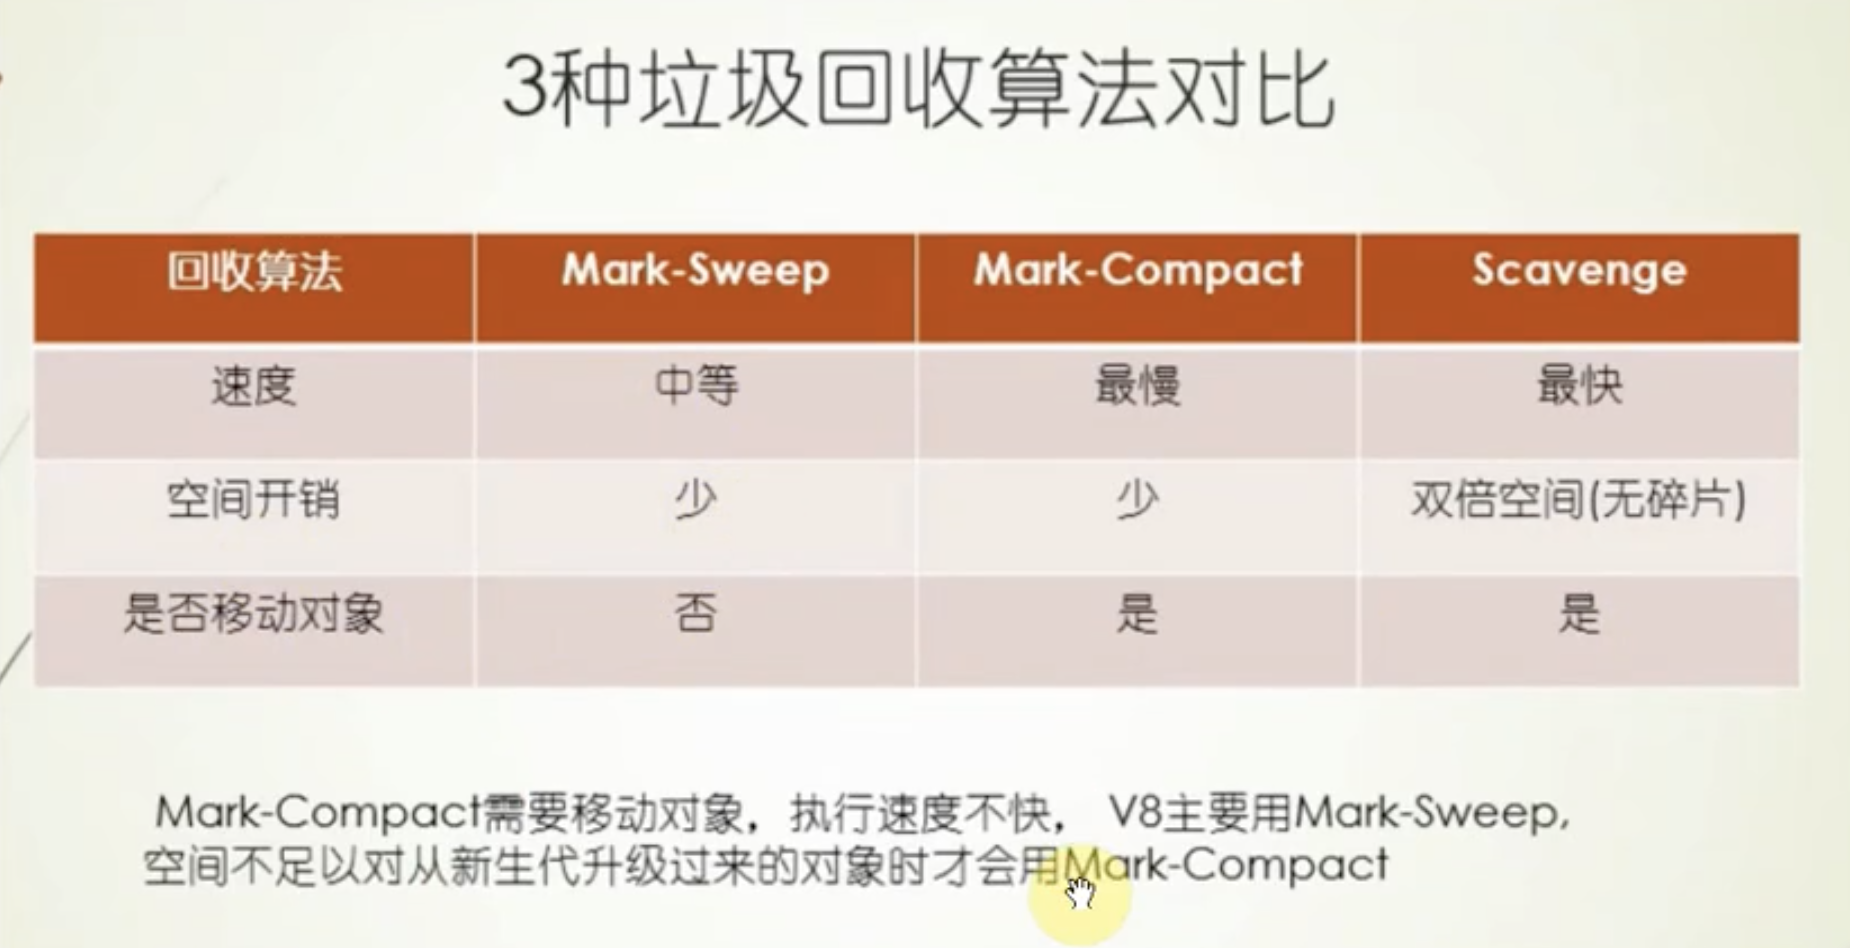 3种垃圾回收算法对比
回收算法 Mark-Sweep Mark-Compact Scavenge
速度 中等 最慢 最快
空间开销 少 少 双倍空间(无碎片)
是否移动对象 否 是 是
Mark-Compact需要移动对象，执行速度不快， V8主要用Mark-Sweep,
空间不足以对从新生代升级过来的对象时才会用Mark-Compact